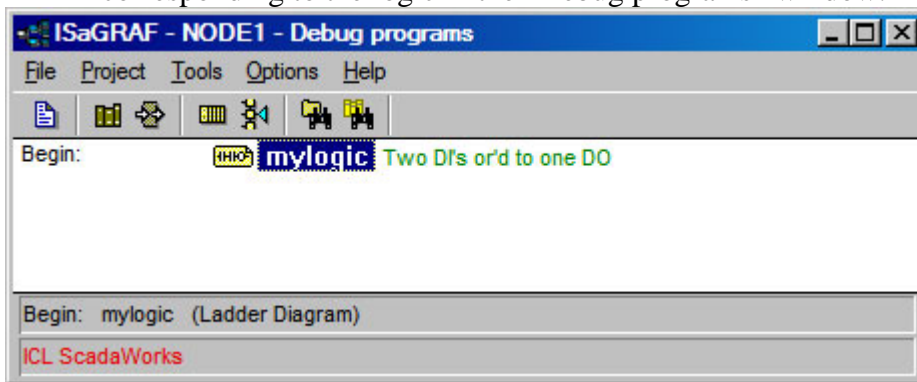 ISaGRAF - NODE1 - Debug programs
File Project Tools Options Help
Begin: mylogic Two DI's or'd to one DO
Begin: mylogic (Ladder Diagram)
ICL ScadaWorks